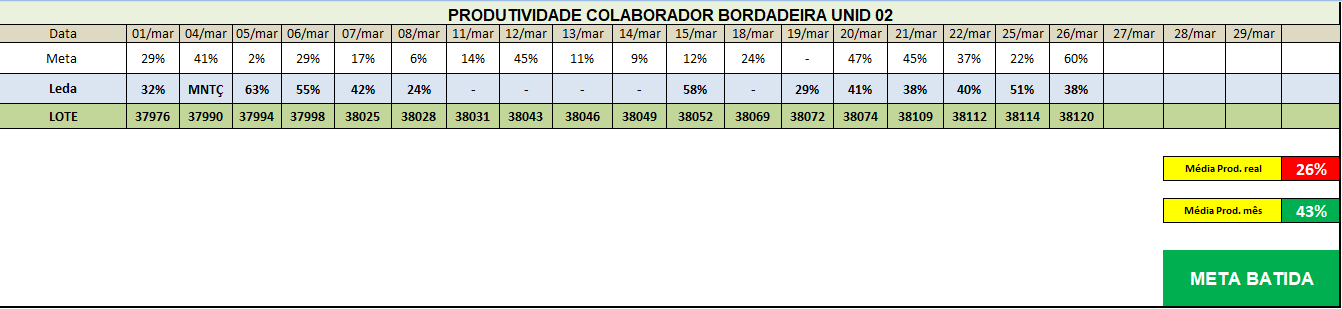 PRODUTIVIDADE COLABORADOR BORDADEIRA UNID 02
Data 01/mar 04/mar 05/mar 06/mar 07/mar 08/mar 11/mar 12/mar 13/mar 14/mar 15/mar 18/mar 19/mar 20/mar 21/mar 22/mar 25/mar 26/mar 27/mar 28/mar 29/mar
Meta 29% 41% 2% 29% 17% 6% 14% 45% 11% 9% 12% 24% - 47% 45% 37% 22% 60%
Leda 32% MNTÇ 63% 55% 42% 24% - - - - 58% - 29% 41% 38% 40% 51% 38%
LOTE 37976 37990 37994 37998 38025 38028 38031 38043 38046 38049 38052 38069 38072 38074 38109 38112 38114 38120
Média Prod. real 26%
Média Prod. mês 43%
META BATIDA